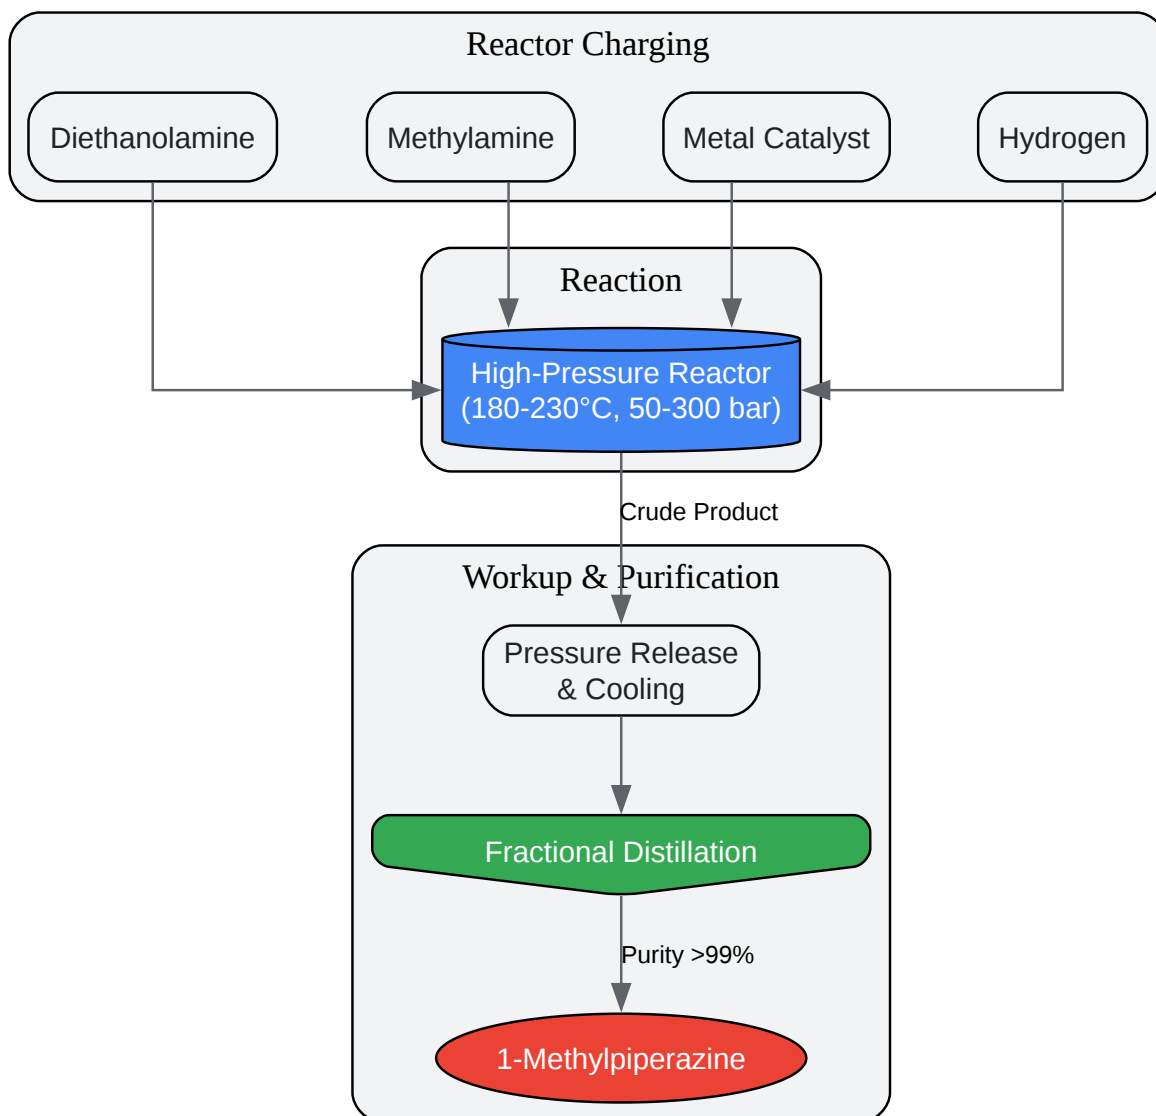 Reactor Charging
Diethanolamine
Methylamine
Metal Catalyst
Hydrogen
Reaction
High-Pressure Reactor
(180-230°C, 50-300 bar)
Crude Product
Workup & Purification
Pressure Release
& Cooling
Fractional Distillation
Purity >99%
1-Methylpiperazine